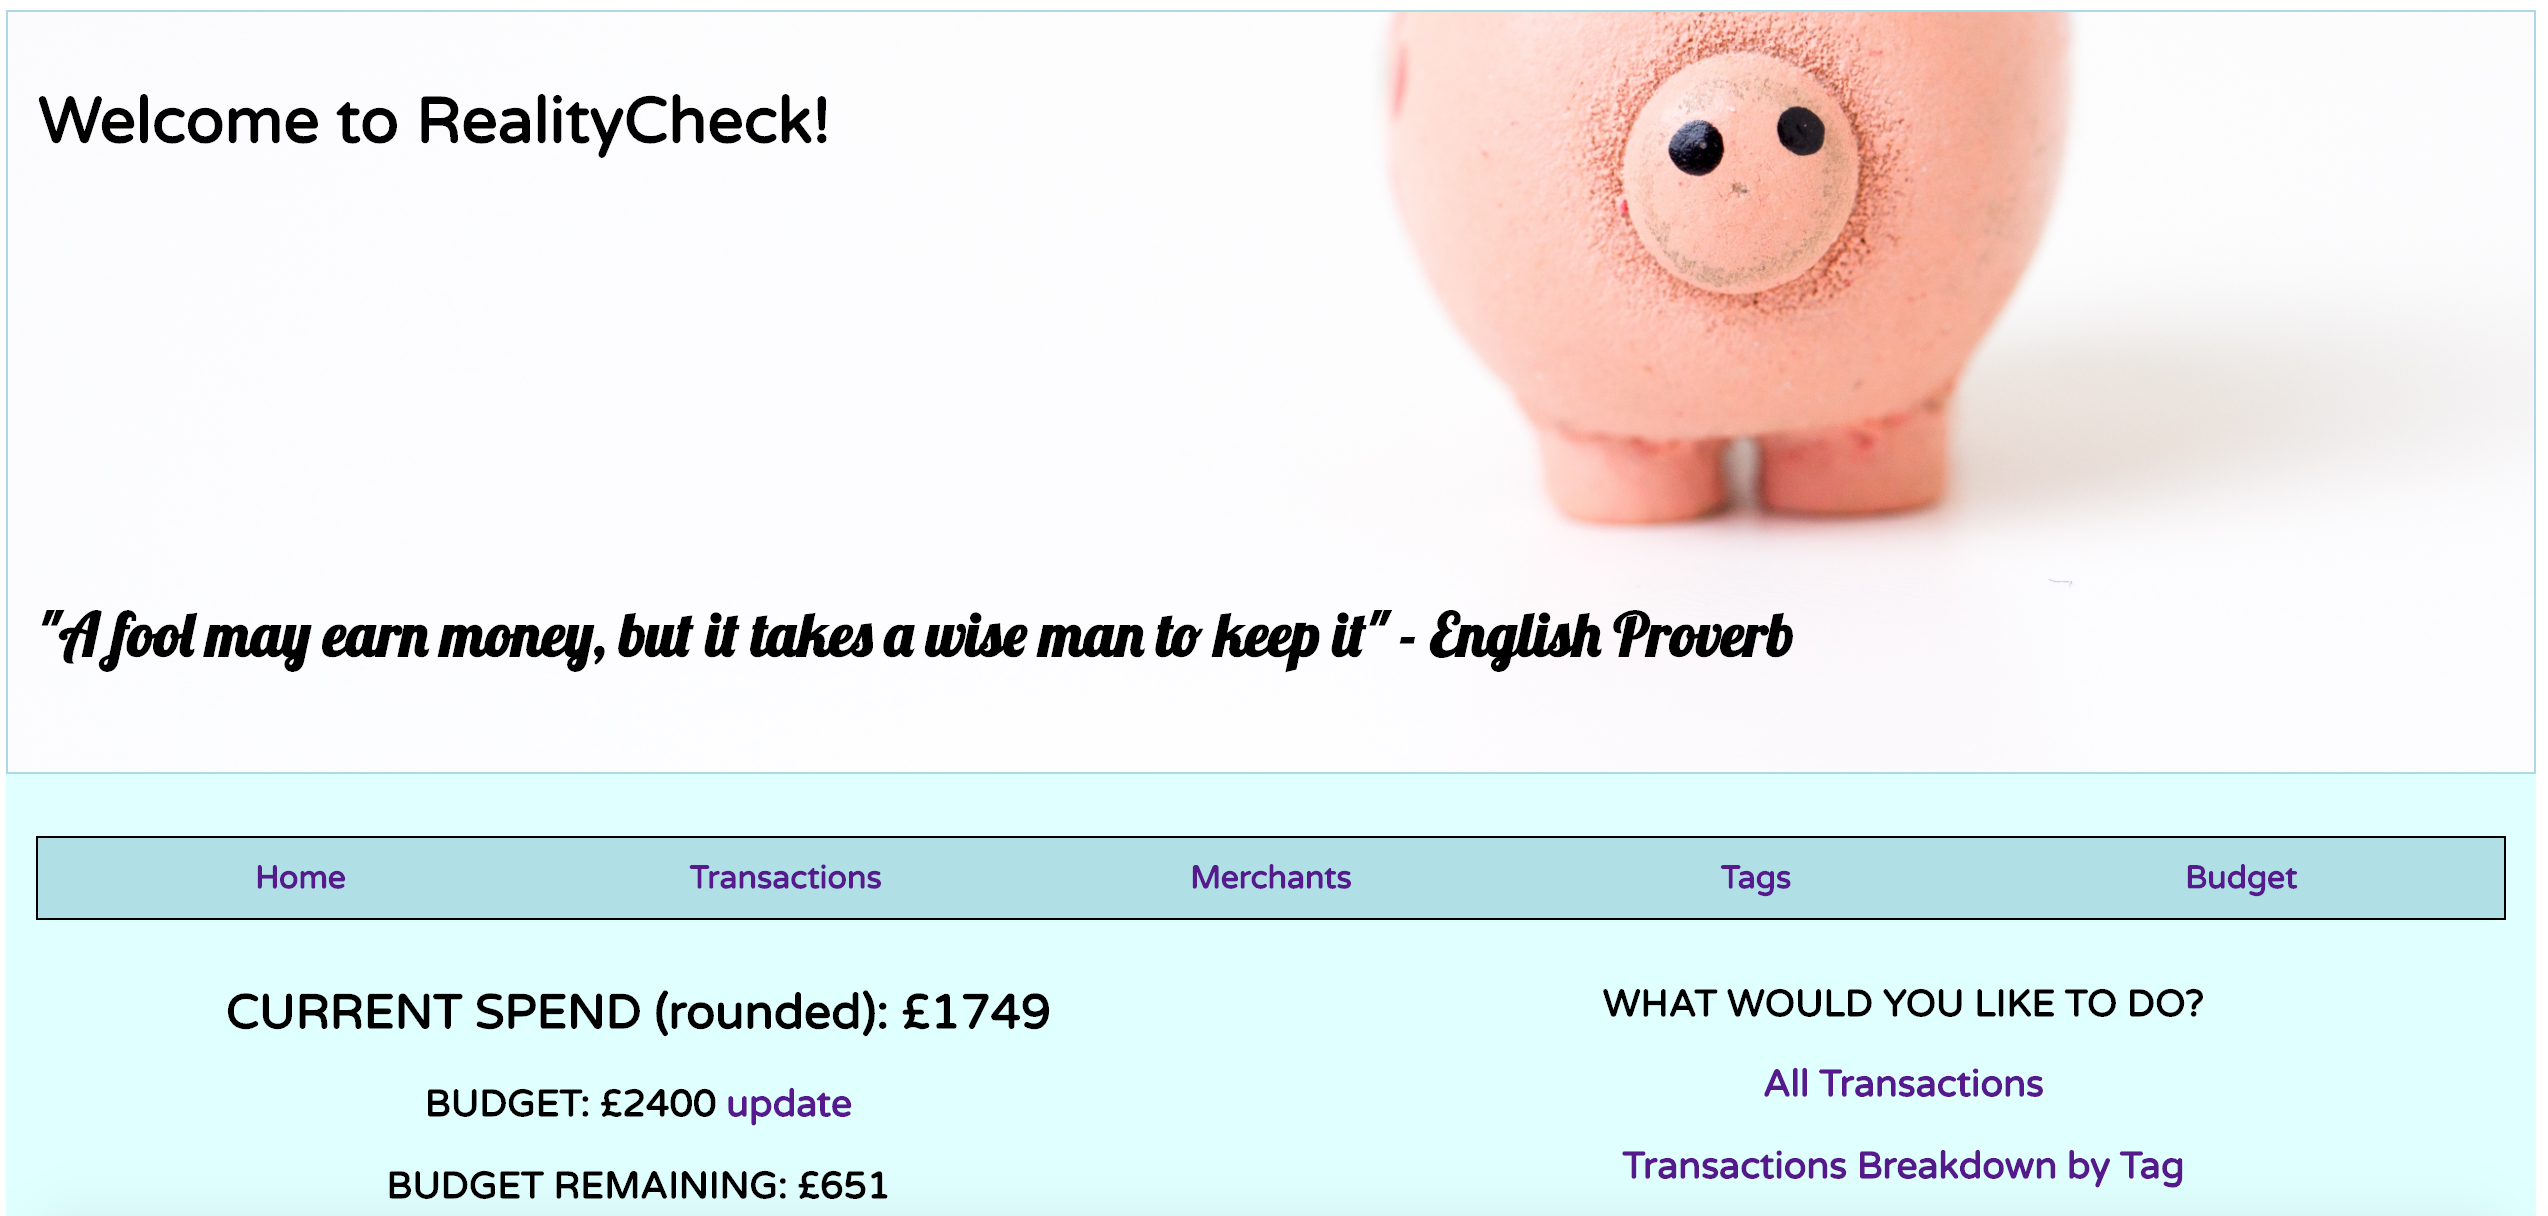 Welcome to RealityCheck!
"A fool may earn money, but it takes a wise man to keep it" - English Proverb
Home Transactions Merchants Tags Budget
CURRENT SPEND (rounded): £1749
BUDGET: £2400 update
BUDGET REMAINING: £651
WHAT WOULD YOU LIKE TO DO?
All Transactions
Transactions Breakdown by Tag